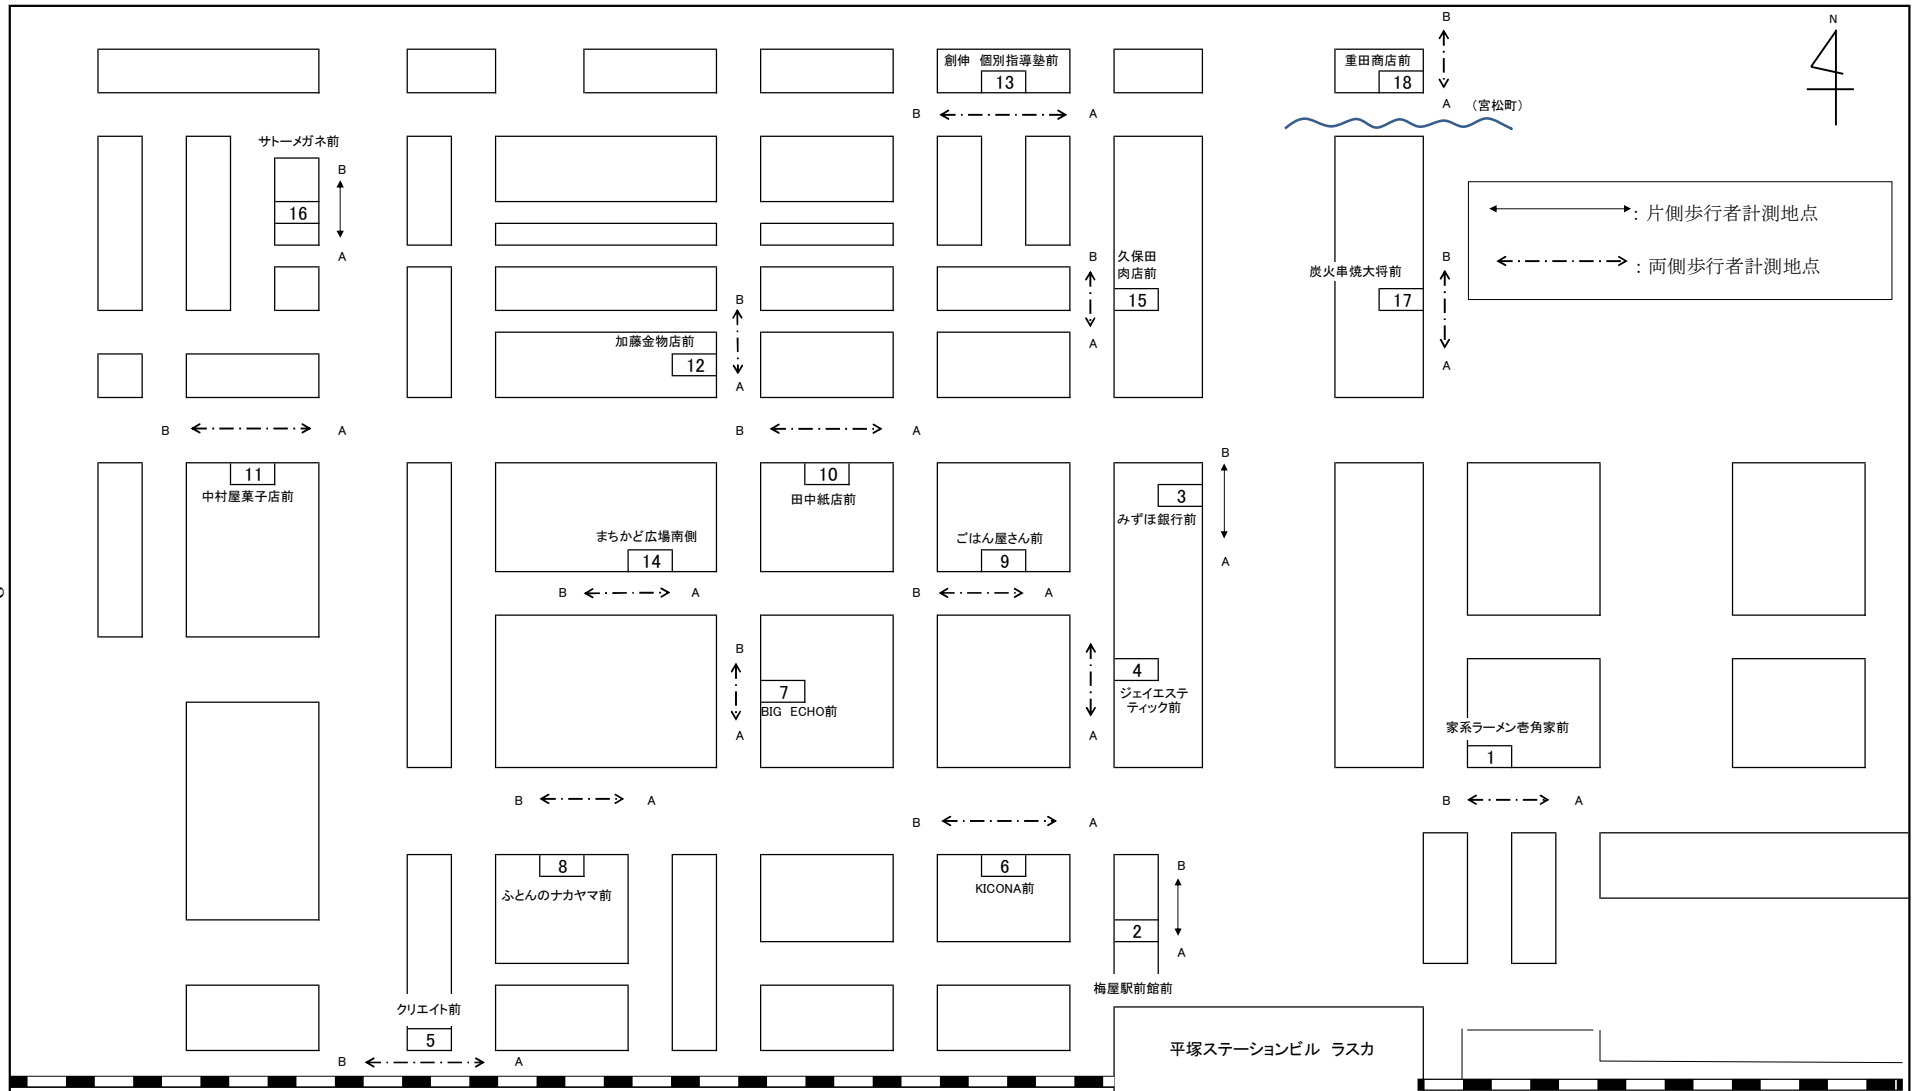 B
N
創伸 個別指導塾前
13
重田商店前
18
A
(宮松町)
B
A
サトーメガネ前
B
16
A
: 片側歩行者計測地点
: 両側歩行者計測地点
B
久保田
肉店前
15
A
炭火串焼大将前
17
B
A
B
加藤金物店前
12
A
B
A
B
A
11
中村屋菓子店前
10
田中紙店前
B
3
みずほ銀行前
A
まちかど広場南側
14
ごはん屋さん前
9
B
A
B
A
B
7
BIG ECHO前
A
4
ジェイエステ
ティック前
A
家系ラーメン壱角家前
1
B
A
B
A
B
A
8
ふとんのナカヤマ前
6
KICONA前
B
2
A
梅屋駅前館前
クリエイト前
5
B
A
平塚ステーションビル ラスカ